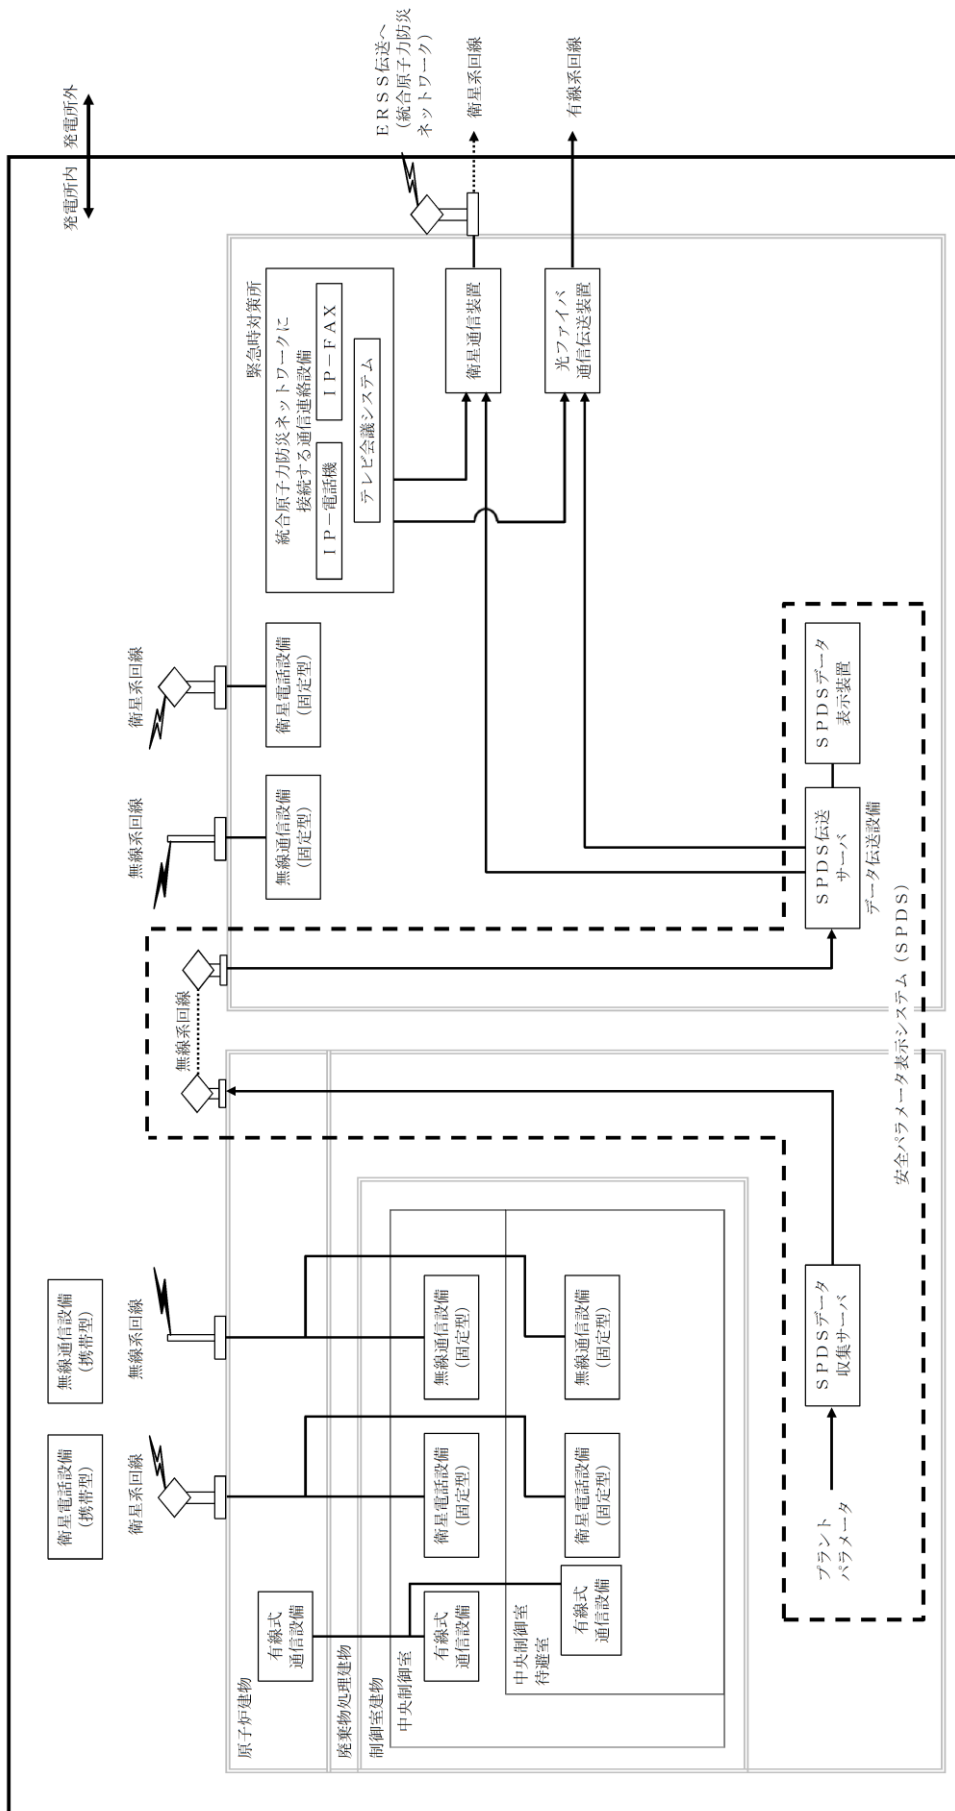 無線通信設備
（携帯型）
衛星電話設備
（携帯型）
発電所内
発電所外
ＥＲＳＳ伝送へ
（統合原子力防災
ネットワーク）
衛星系回線
有線系回線
原子炉建物
有線式
通信設備
衛星系回線
無線系回線
廃棄物処理建物
制御室建物
中央制御室
有線式
通信設備
衛星電話設備
（固定型）
無線通信設備
（固定型）
中央制御室
待避室
有線式
通信設備
衛星電話設備
（固定型）
無線通信設備
（固定型）
プラント
パラメータ
ＳＰＤＳデータ
収集サーバ
無線系回線
安全パラメータ表示システム（ＳＰＤＳ）
無線系回線
無線通信設備
（固定型）
衛星系回線
衛星電話設備
（固定型）
緊急時対策所
統合原子力防災ネットワークに
接続する通信連絡設備
ＩＰ－電話機
ＩＰ－ＦＡＸ
テレビ会議システム
衛星通信装置
光ファイバ
通信伝送装置
ＳＰＤＳ伝送
サーバ
データ伝送設備
ＳＰＤＳデータ
表示装置